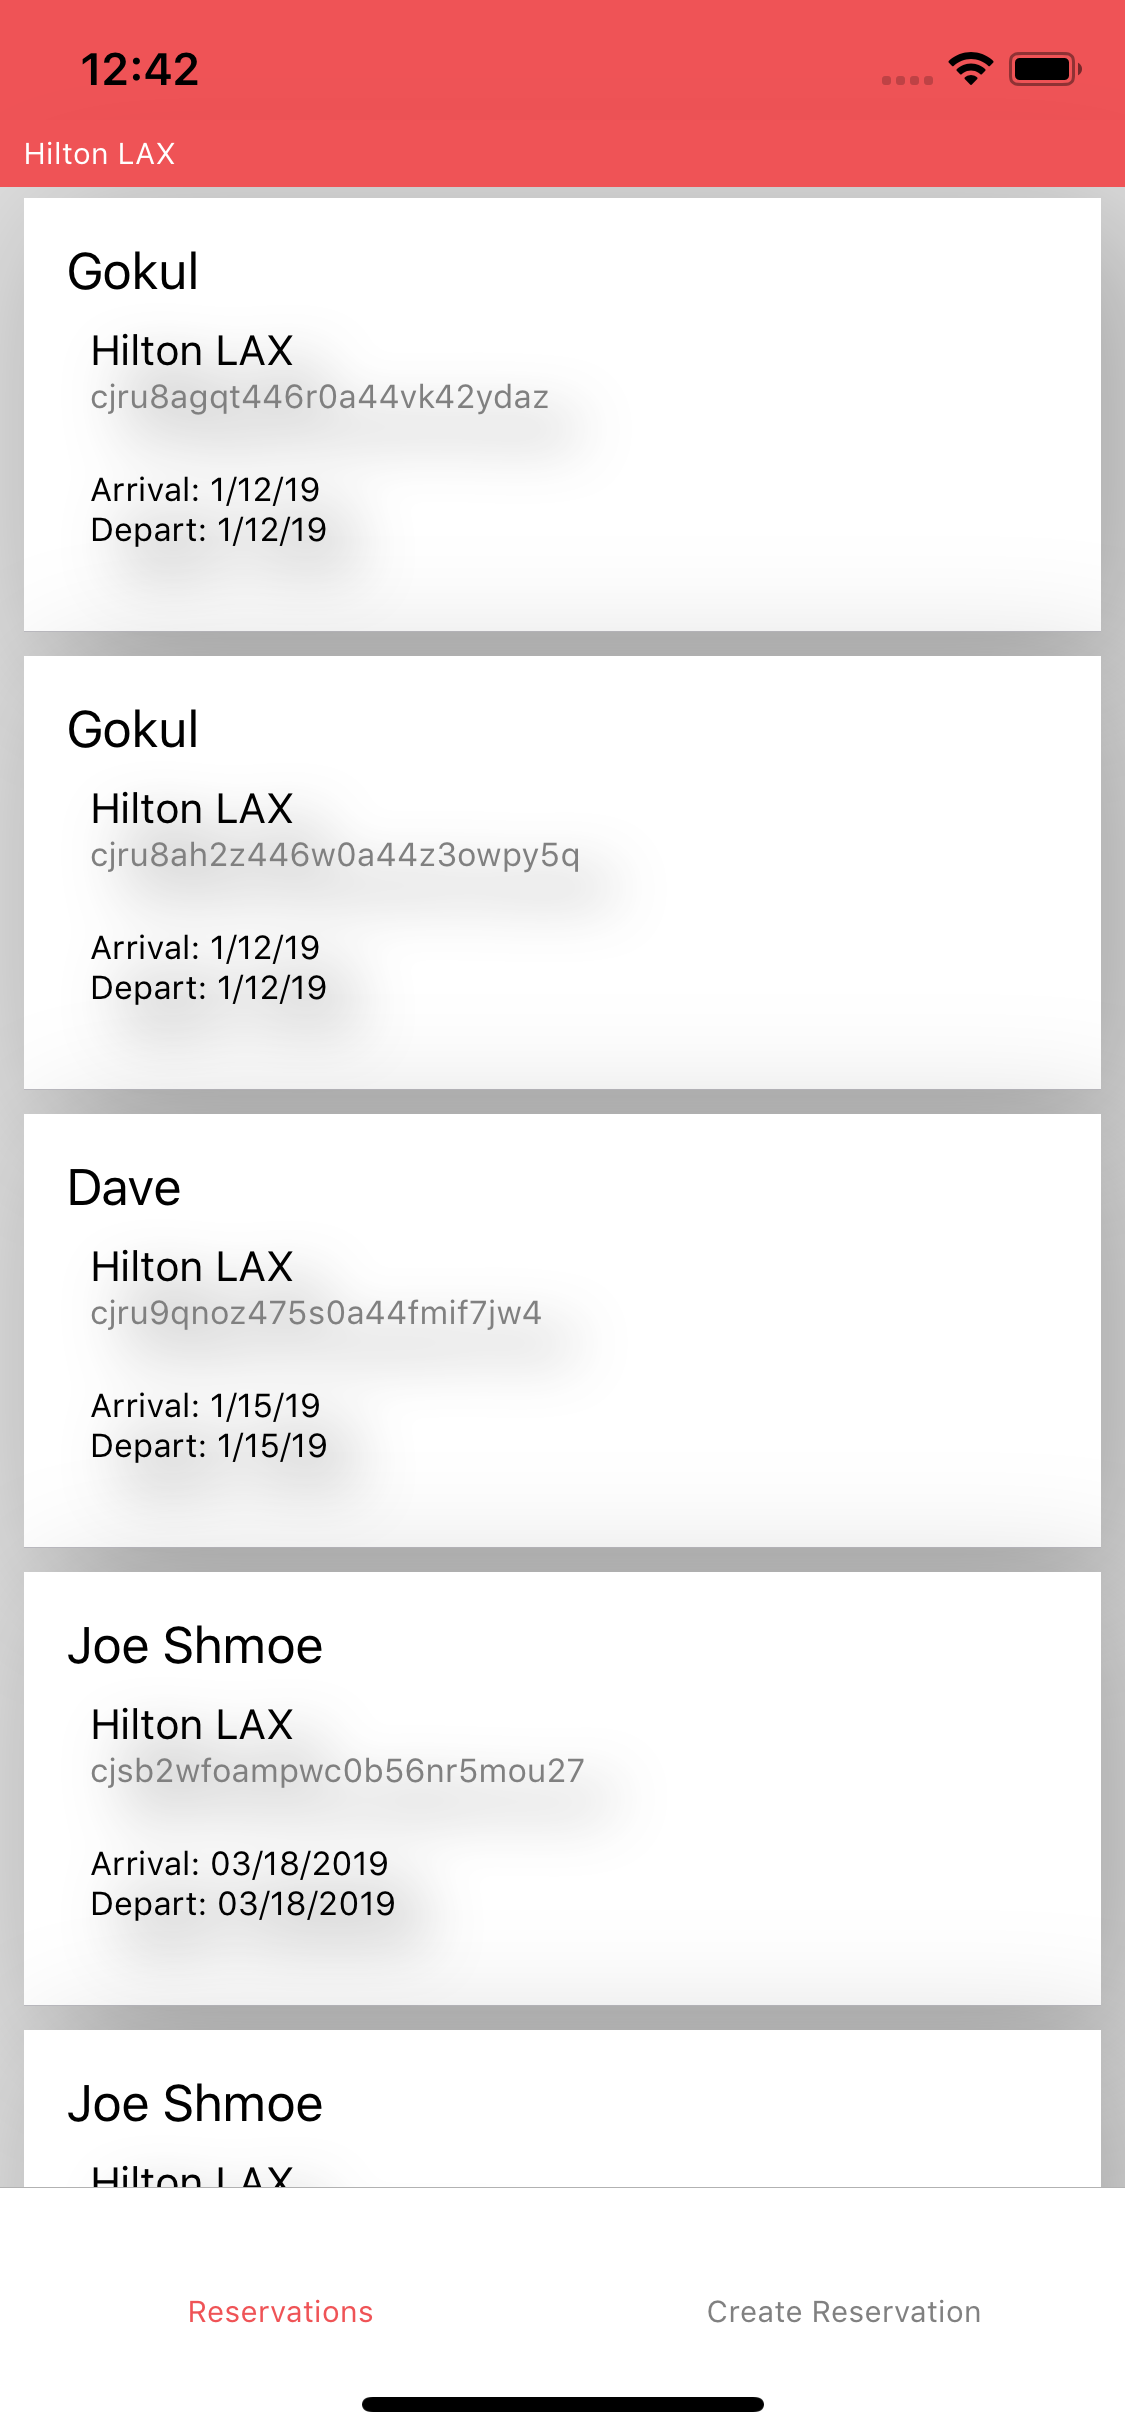 12:42
Hilton LAX
Gokul
Hilton LAX
cjru8agqt446r0a44vk42ydaz
Arrival: 1/12/19
Depart: 1/12/19
Gokul
Hilton LAX
cjru8ah2z446w0a44z3owpy5q
Arrival: 1/12/19
Depart: 1/12/19
Dave
Hilton LAX
cjru9qnoz475s0a44fmif7jw4
Arrival: 1/15/19
Depart: 1/15/19
Joe Shmoe
Hilton LAX
cjsb2wfoampwc0b56nr5mou27
Arrival: 03/18/2019
Depart: 03/18/2019
Joe Shmoe
Hilton LAX
Reservations
Create Reservation